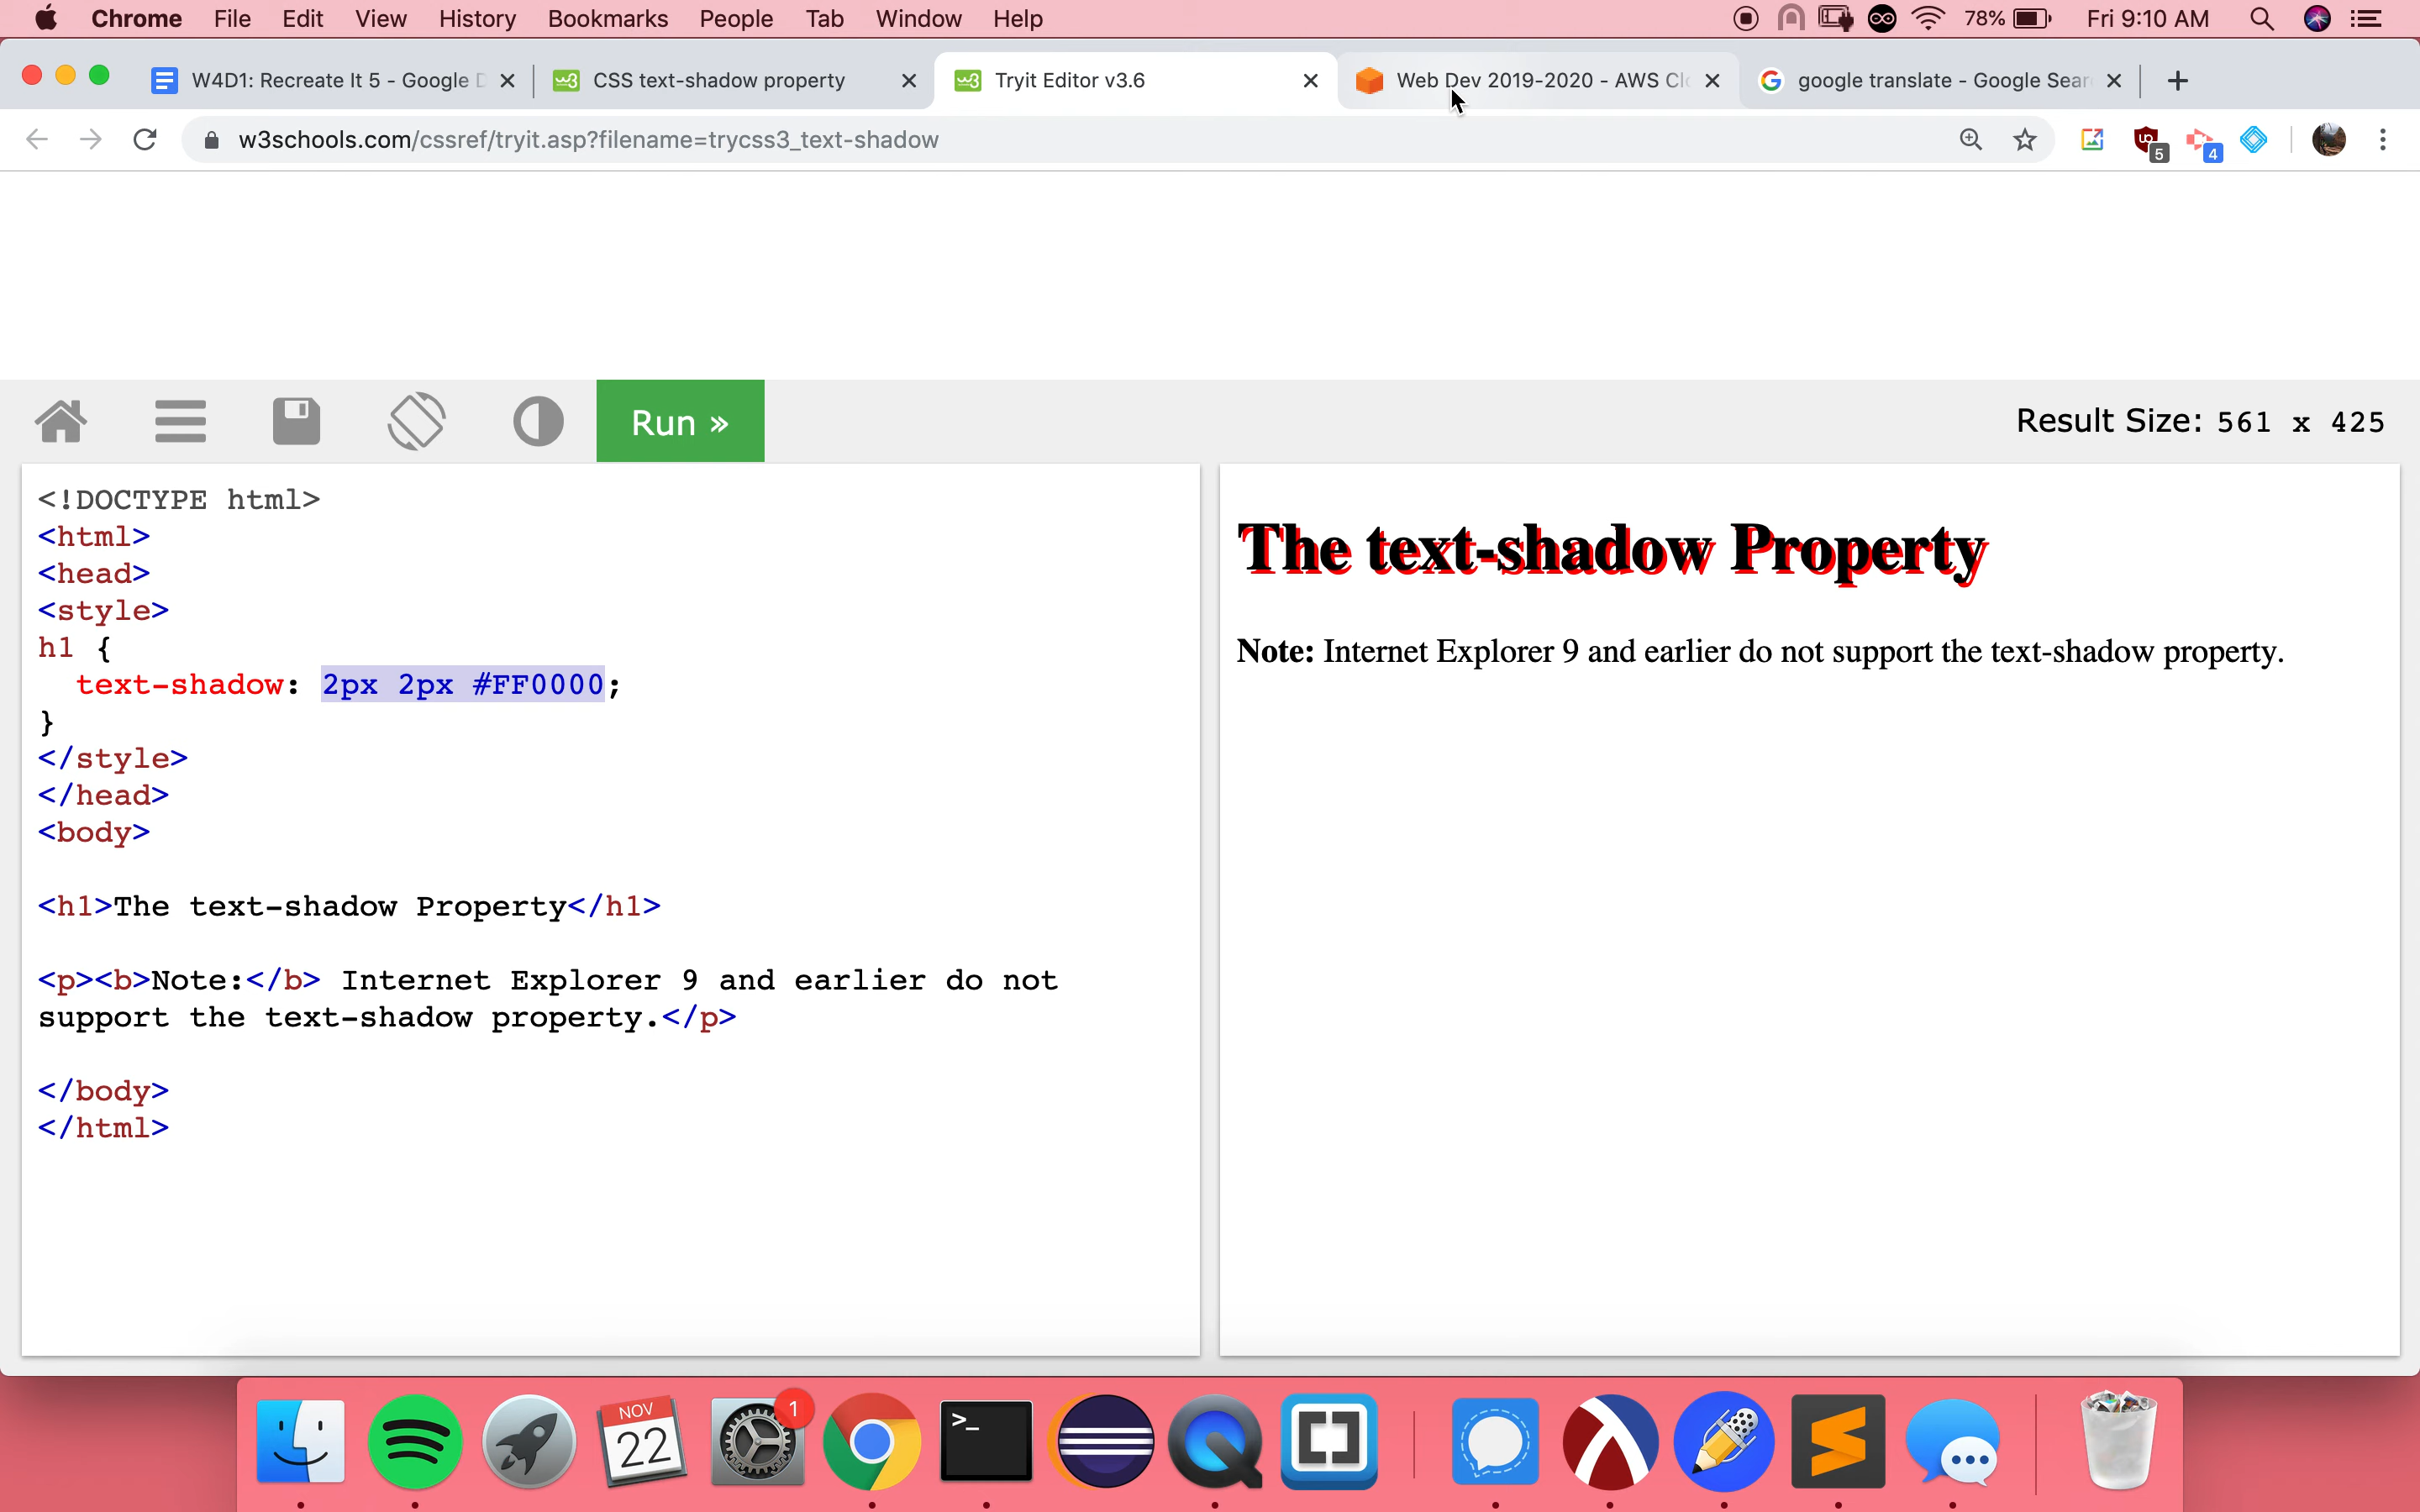 Chrome File Edit View History Bookmarks People Tab Window Help 78% Fri 9:10 AM
W4D1: Recreate It 5 - Google D CSS text-shadow property Tryit Editor v3.6 Web Dev 2019-2020 - AWS Clo google translate - Google Sear
w3schools.com/cssref/tryit.asp?filename=trycss3_text-shadow 5 4
Run » Result Size: 561 x 425
<!DOCTYPE html>
<html>
<head>
<style>
h1 {
text-shadow: 2px 2px #FF0000;
}
</style>
</head>
<body>
<h1>The text-shadow Property</h1>
<p><b>Note:</b> Internet Explorer 9 and earlier do not
support the text-shadow property.</p>
</body>
</html>
The text-shadow Property
Note: Internet Explorer 9 and earlier do not support the text-shadow property.
NOV
22
1
>_